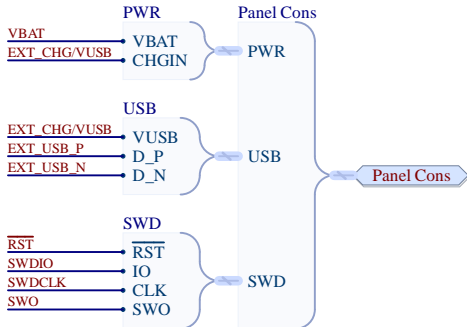 PWR
Panel Cons
VBAT
VBAT
EXT_CHG/VUSB
CHGIN
PWR
USB
EXT_CHG/VUSB
VUSB
EXT_USB_P
D_P
USB
EXT_USB_N
D_N
Panel Cons
SWD
RST
RST
SWDIO
IO
SWDCLK
CLK
SWD
SWO
SWO